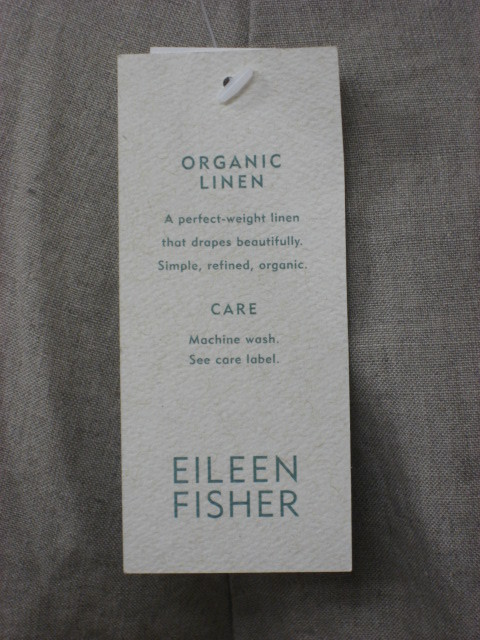 ORGANIC
LINEN
A perfect-weight linen
that drapes beautifully.
Simple, refined, organic.
CARE
Machine wash.
See care label.
EILEEN
FISHER